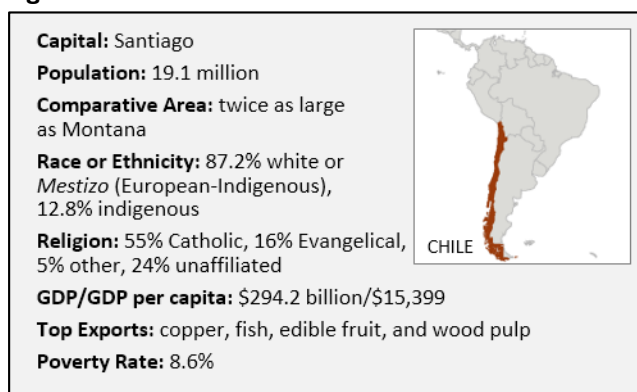 Capital: Santiago
Population: 19.1 million
Comparative Area: twice as large
as Montana
Race or Ethnicity: 87.2% white or
Mestizo (European-Indigenous),
12.8% indigenous
Religion: 55% Catholic, 16% Evangelical,
5% other, 24% unaffiliated
CHILE
GDP/GDP per capita: $294.2 billion/$15,399
Top Exports: copper, fish, edible fruit, and wood pulp
Poverty Rate: 8.6%